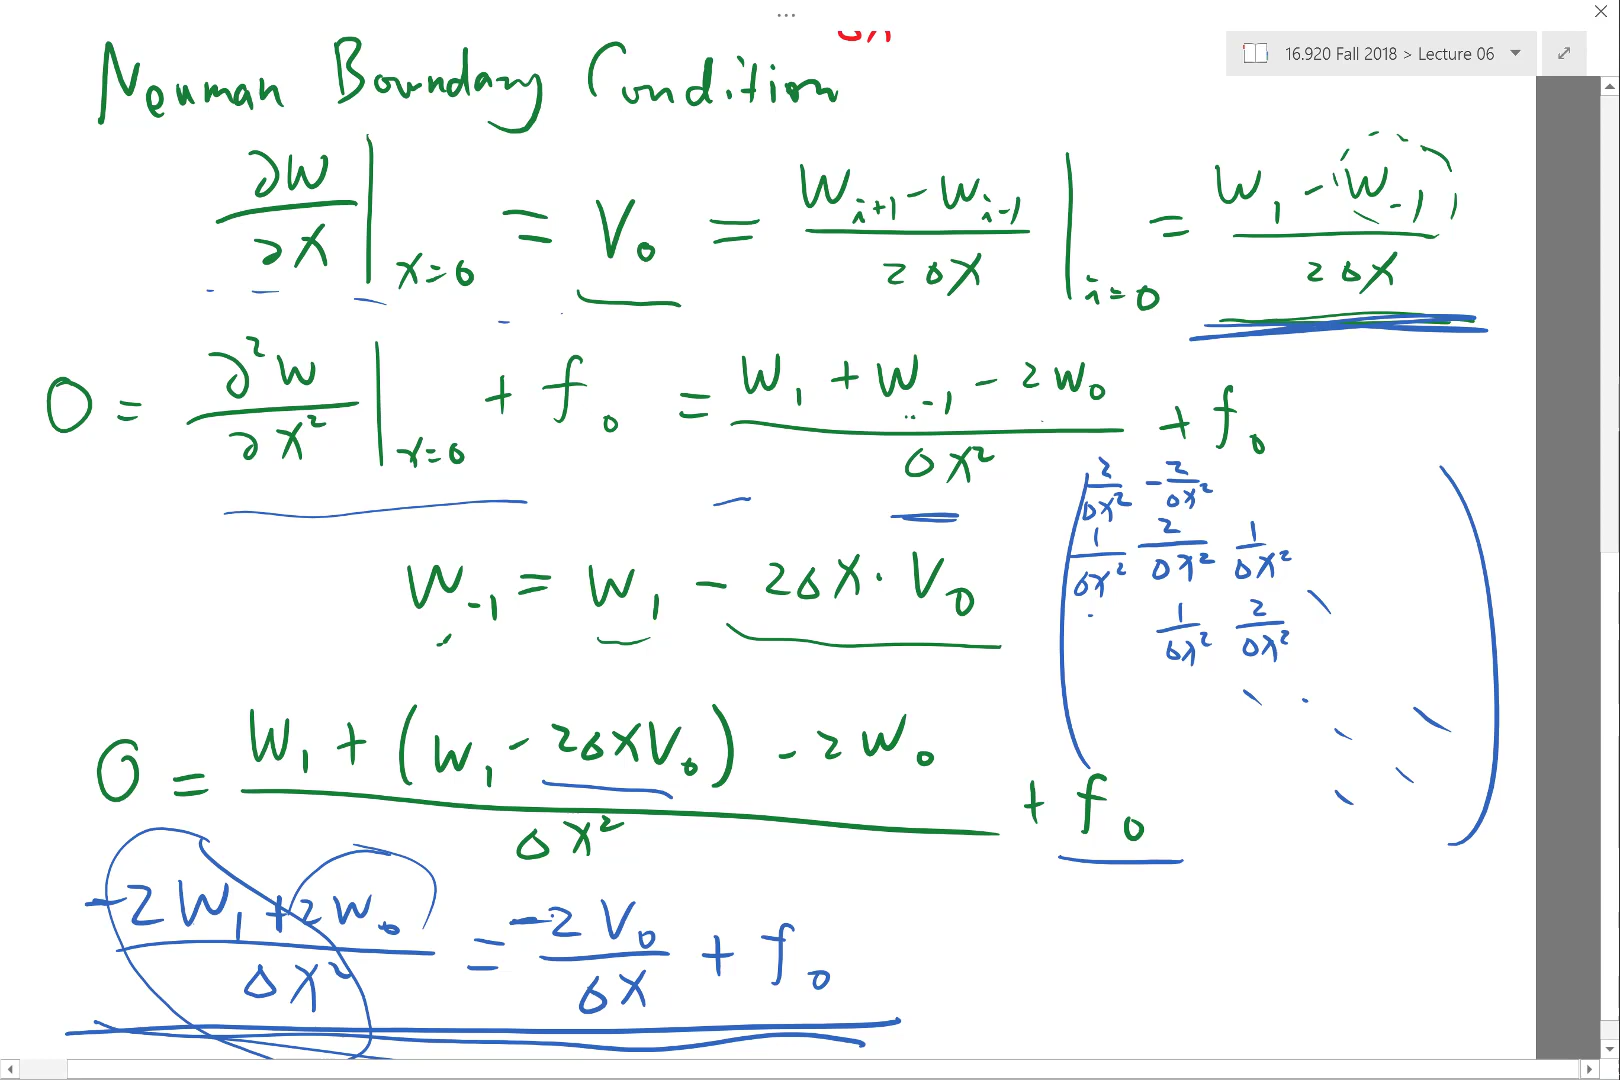 16.920 Fall 2018 > Lecture 06
Neuman Boundary Condition
∂W/∂X |x=0 = V₀ = (W_{i+1} - W_{i-1}) / 2ΔX |i=0 = (W₁ - W₋₁) / 2ΔX
0 = ∂²W/∂X² |x=0 + f₀ = (W₁ + W₋₁ - 2W₀) / ΔX² + f₀
2/ΔX² -2/ΔX²
1/ΔX² 2/ΔX² 1/ΔX²
W₋₁ = W₁ - 2ΔX · V₀
1/ΔX² 2/ΔX²
0 = (W₁ + (W₁ - 2ΔXV₀) - 2W₀) / ΔX² + f₀
(-2W₁ + 2W₀) / ΔX² = -2V₀/ΔX + f₀